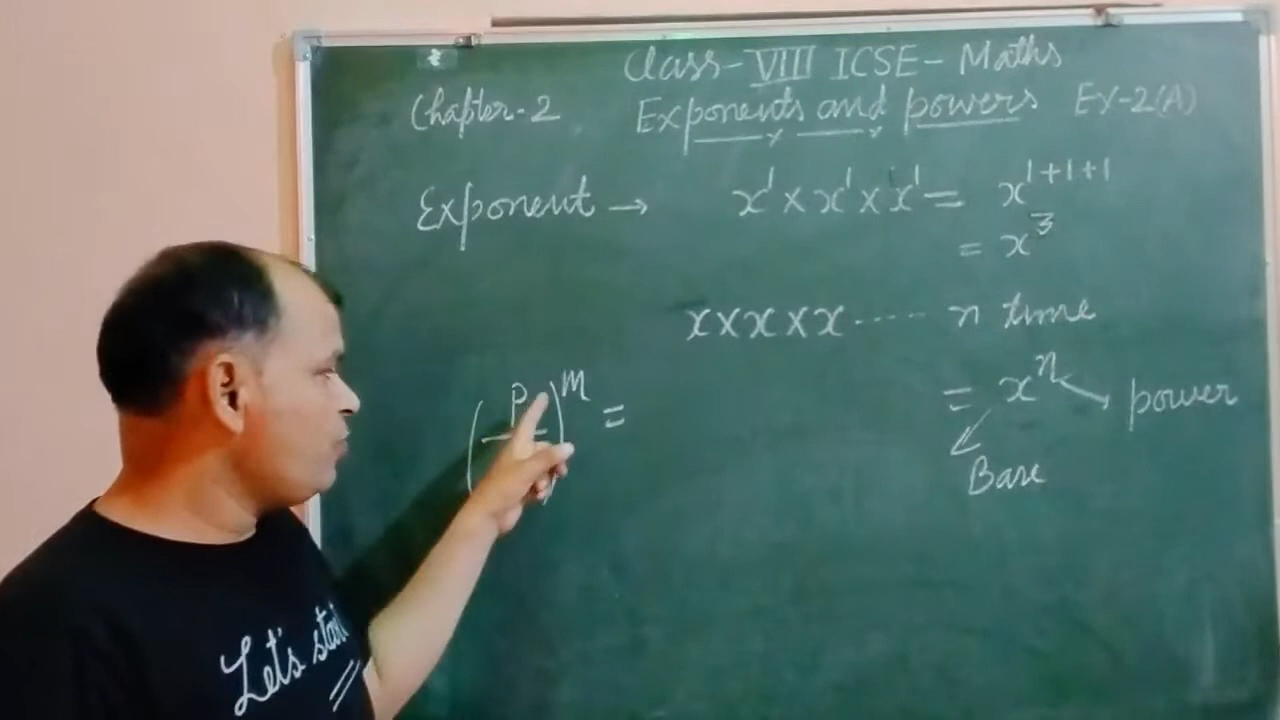 Class-VIII ICSE-Maths
Chapter-2 Exponents and powers Ex-2(A)
Exponent → x¹ × x¹ × x¹ = x¹⁺¹⁺¹
= x³
x×x×x...... n time
= xⁿ → power
Base
(P/)ᵐ =
Let's start